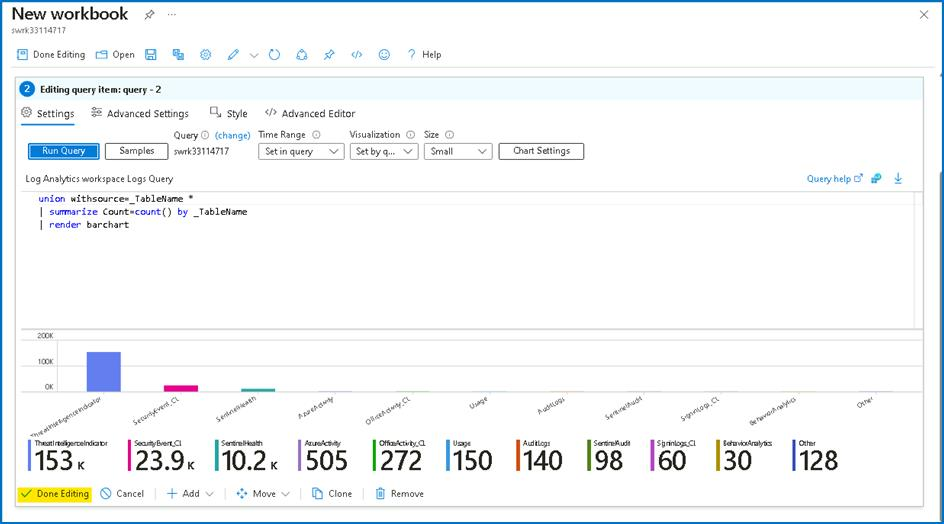 New workbook
swrk33114717
Done Editing Open Help
2 Editing query item: query - 2
Settings Advanced Settings Style Advanced Editor
Query (change) Time Range Visualization Size
Run Query Samples swrk33114717 Set in query Set by q... Small Chart Settings
Log Analytics workspace Logs Query Query help
union withsource=_TableName *
| summarize Count=count() by _TableName
| render barchart
200K
100K
0K
ThreatIntelligenceIndicator SecurityEvent_CL SentinelHealth AzureActivity OfficeActivity_CL Usage AuditLogs SentinelAudit SigninLogs_CL BehaviorAnalytics Other
ThreatIntelligenceIndicator SecurityEvent_CL SentinelHealth AzureActivity OfficeActivity_CL Usage AuditLogs SentinelAudit SigninLogs_CL BehaviorAnalytics Other
153 K 23.9 K 10.2 K 505 272 150 140 98 60 30 128
Done Editing Cancel Add Move Clone Remove